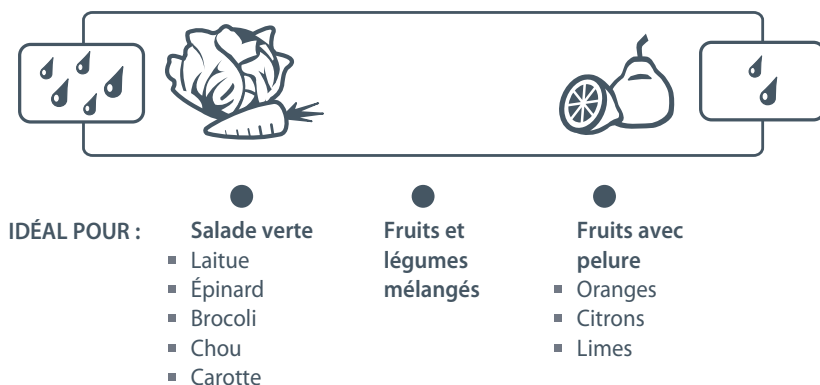 IDÉAL POUR :
Salade verte
▪ Laitue
▪ Épinard
▪ Brocoli
▪ Chou
▪ Carotte
Fruits et
légumes
mélangés
Fruits avec
pelure
▪ Oranges
▪ Citrons
▪ Limes